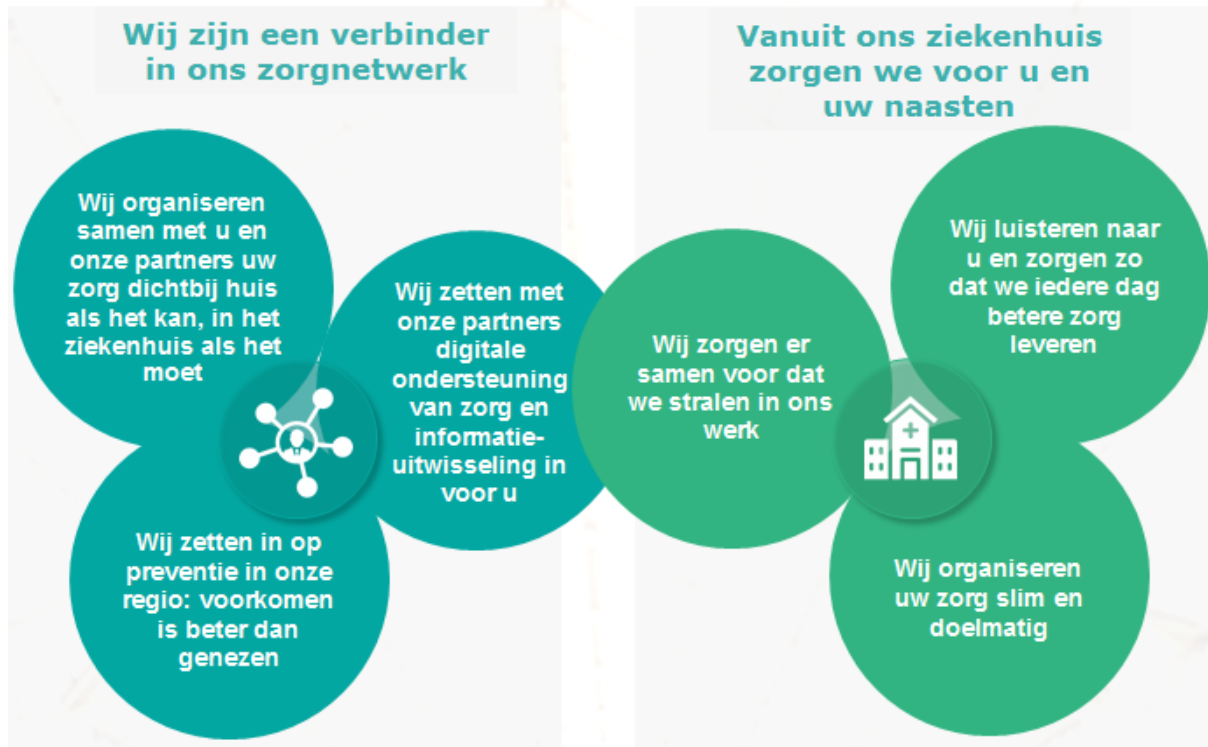 Wij zijn een verbinder
in ons zorgnetwerk
Wij organiseren
samen met u en
onze partners uw
zorg dichtbij huis
als het kan, in het
ziekenhuis als het
moet
Wij zetten met
onze partners
digitale
ondersteuning
van zorg en
informatie-
uitwisseling in
voor u
Wij zetten in op
preventie in onze
regio: voorkomen
is beter dan
genezen
Vanuit ons ziekenhuis
zorgen we voor u en
uw naasten
Wij zorgen er
samen voor dat
we stralen in ons
werk
Wij luisteren naar
u en zorgen zo
dat we iedere dag
betere zorg
leveren
Wij organiseren
uw zorg slim en
doelmatig